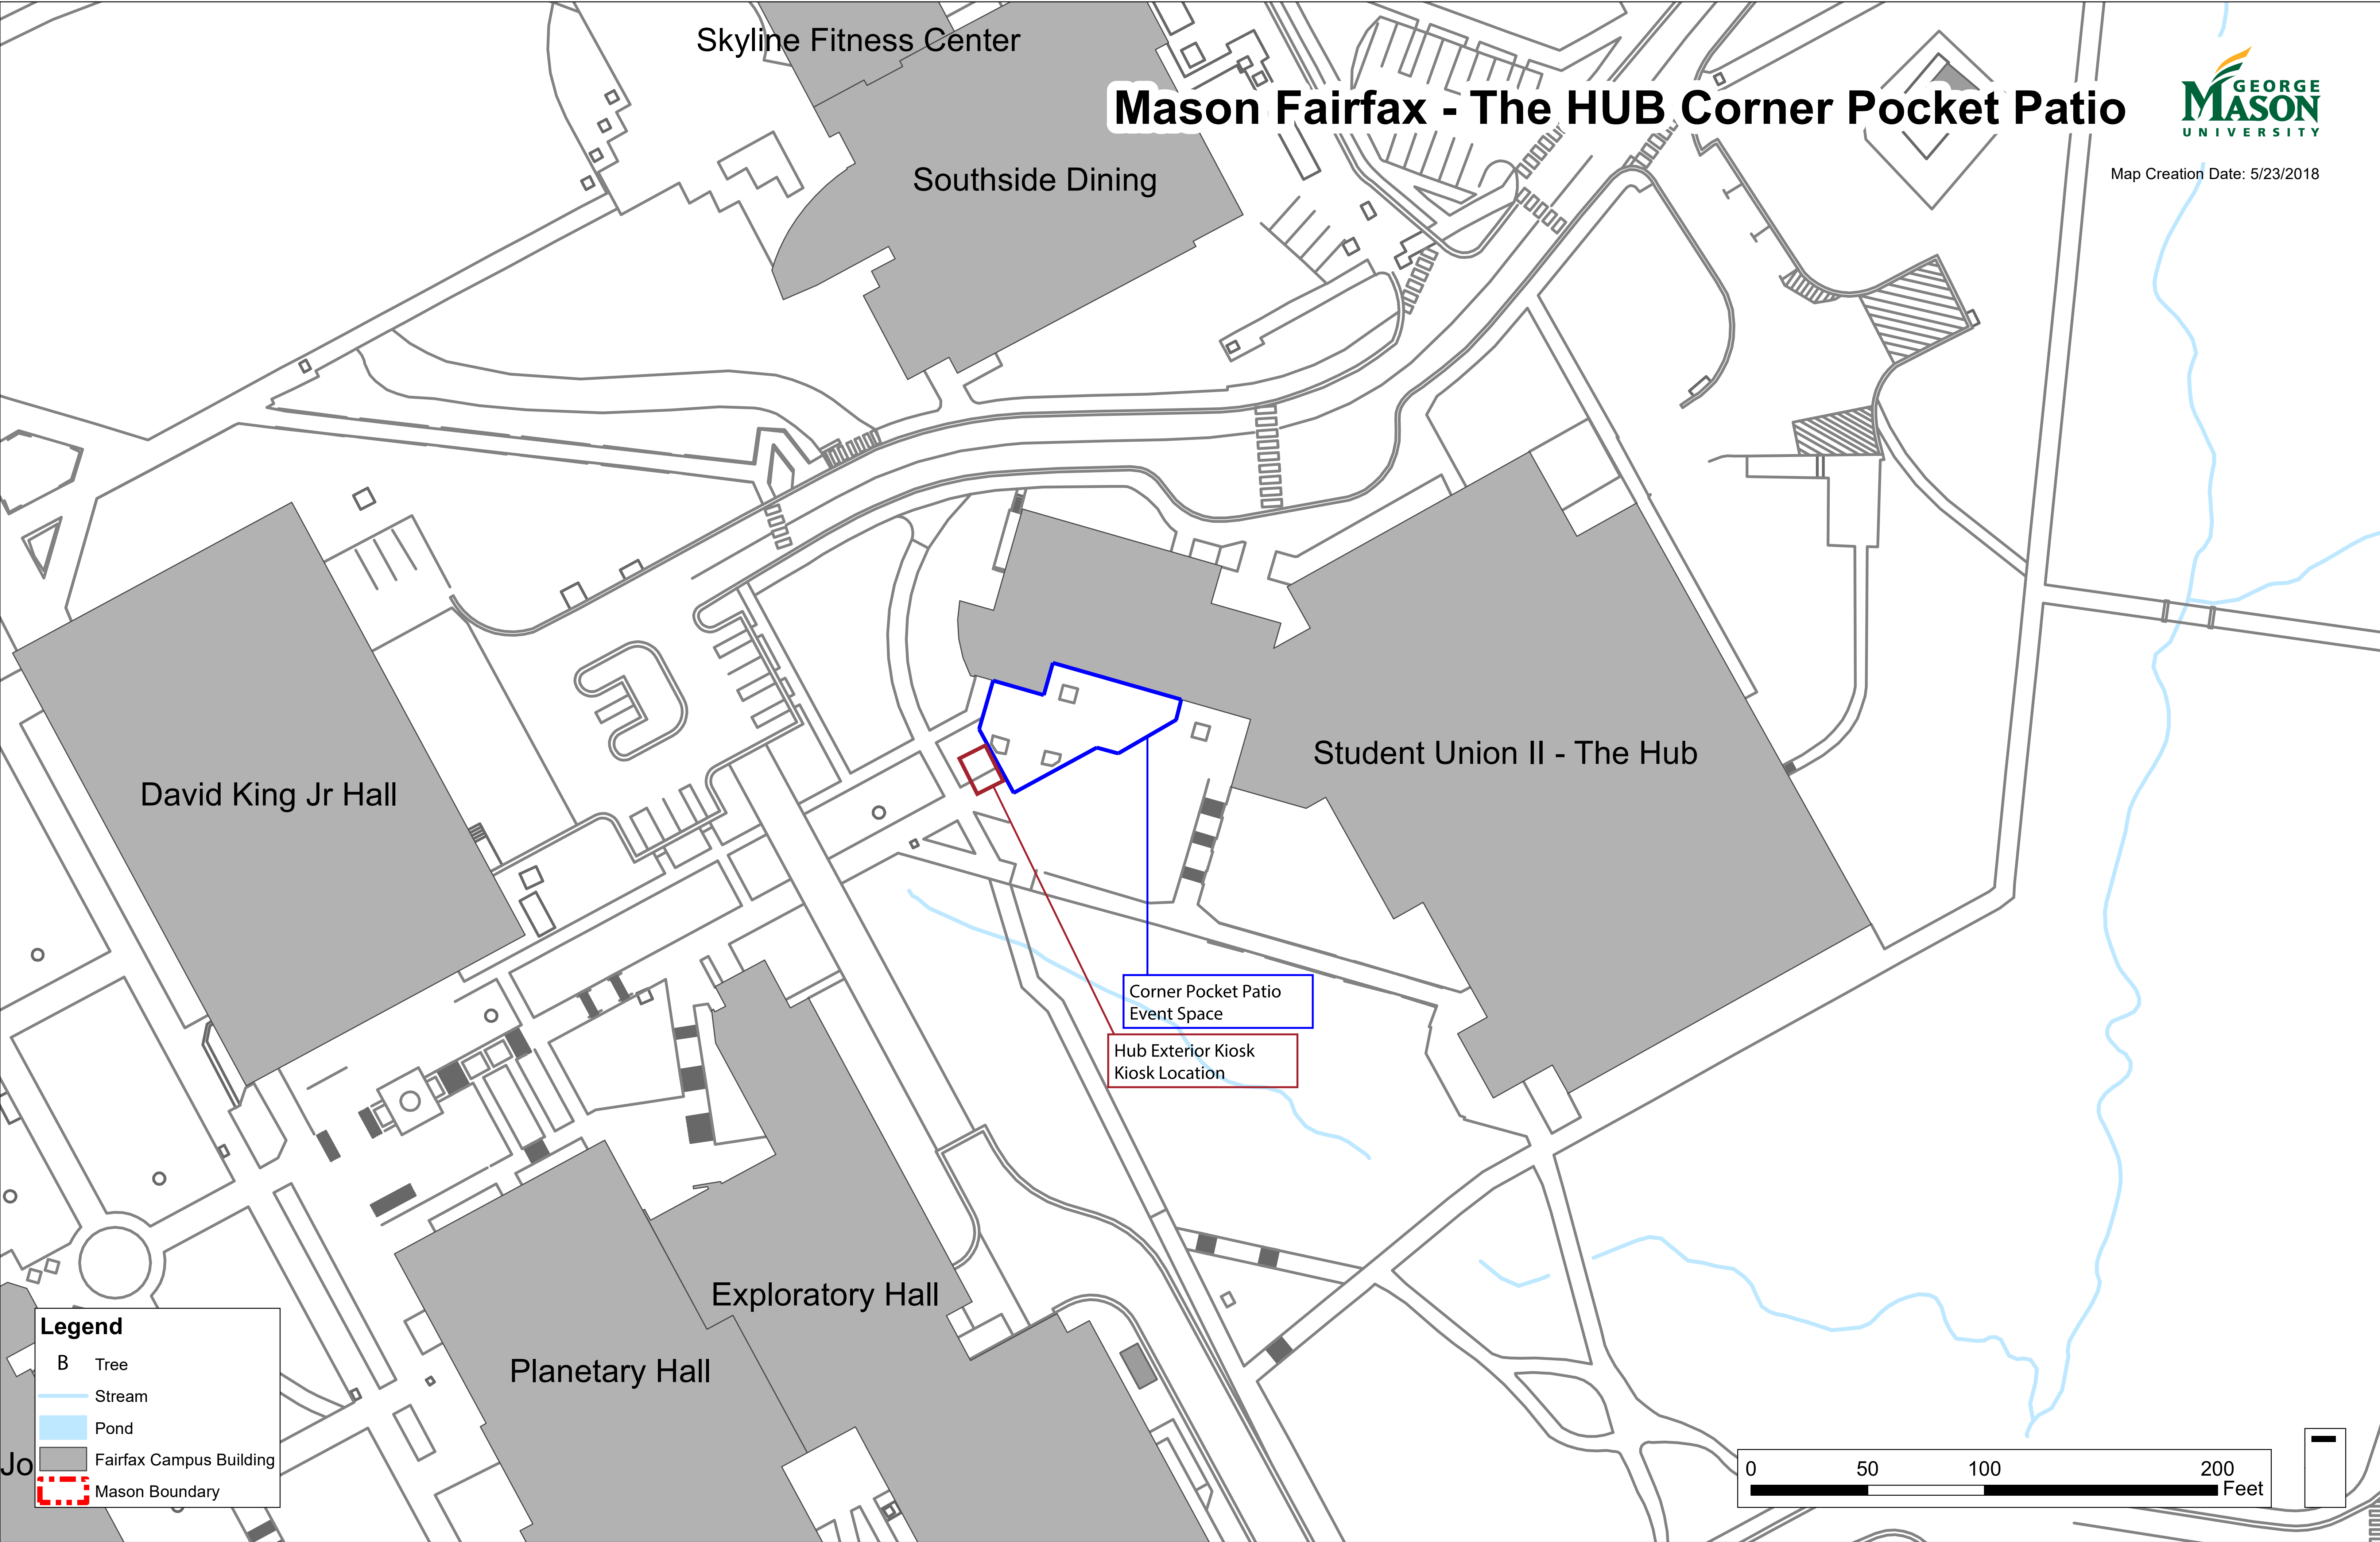 Skyline Fitness Center
Mason Fairfax - The HUB Corner Pocket Patio
GEORGE
MASON
UNIVERSITY
Map Creation Date: 5/23/2018
Southside Dining
David King Jr Hall
Student Union II - The Hub
Corner Pocket Patio
Event Space
Hub Exterior Kiosk
Kiosk Location
Exploratory Hall
Planetary Hall
Jo
Legend
B Tree
Stream
Pond
Fairfax Campus Building
Mason Boundary
0 50 100 200
Feet